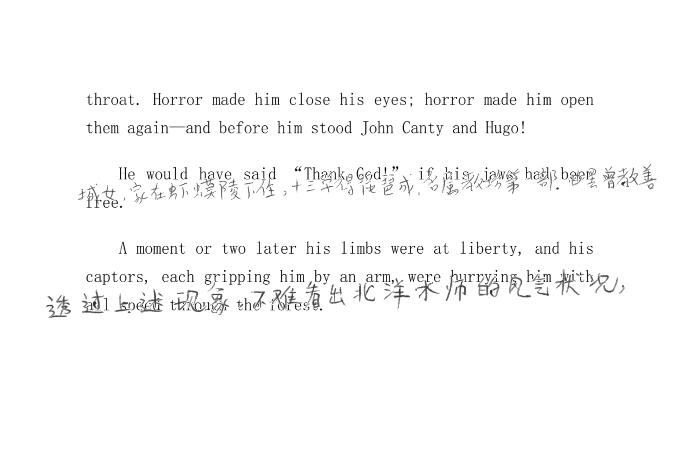 throat. Horror made him close his eyes; horror made him open
them again—and before him stood John Canty and Hugo!
He would have said “Thank God!” if his jaws had been
城女,家在虾蟆陵下住,十三学得琵琶成,名属教坊第一部.曲罢曾教善
free.
A moment or two later his limbs were at liberty, and his
captors, each gripping him by an arm, were hurrying him with
透过上述现象,不难看出北洋水师的风气状况,
all speed through the forest.